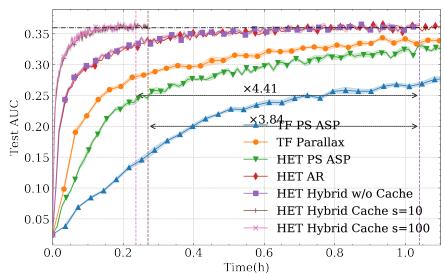 0.35
0.30
0.25
0.20
0.15
0.10
0.05
Test AUC
×4.41
×3.84
TF PS ASP
TF Parallax
HET PS ASP
HET AR
HET Hybrid w/o Cache
HET Hybrid Cache s=10
HET Hybrid Cache s=100
0.0 0.2 0.4 0.6 0.8 1.0
Time(h)